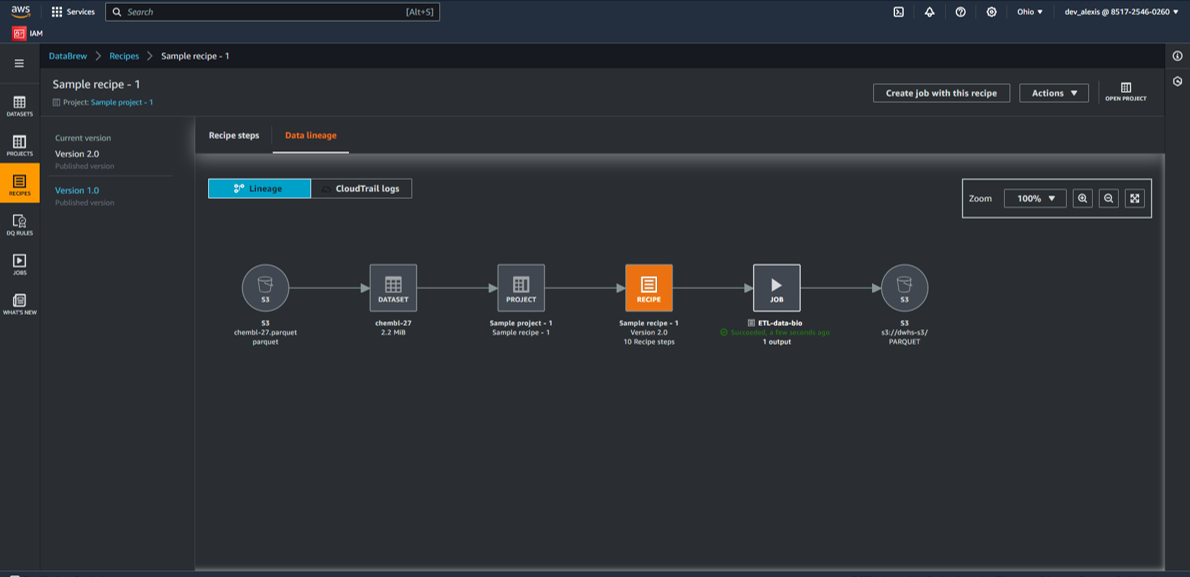 aws
Services
Search
[Alt+S]
Ohio
dev_alexis @ 8517-2546-0260
IAM
DataBrew
Recipes
Sample recipe - 1
Sample recipe - 1
Project: Sample project - 1
Create job with this recipe
Actions
OPEN PROJECT
DATASETS
PROJECTS
RECIPES
DQ RULES
JOBS
WHAT'S NEW
Current version
Version 2.0
Published version
Version 1.0
Published version
Recipe steps
Data lineage
Lineage
CloudTrail logs
Zoom
100%
S3
S3
chembl-27.parquet
parquet
DATASET
chembl-27
2.2 MiB
PROJECT
Sample project - 1
Sample recipe - 1
RECIPE
Sample recipe - 1
Version 2.0
10 Recipe steps
JOB
ETL-data-bio
Succeeded, a few seconds ago
1 output
S3
S3
s3://dwhs-s3/
PARQUET